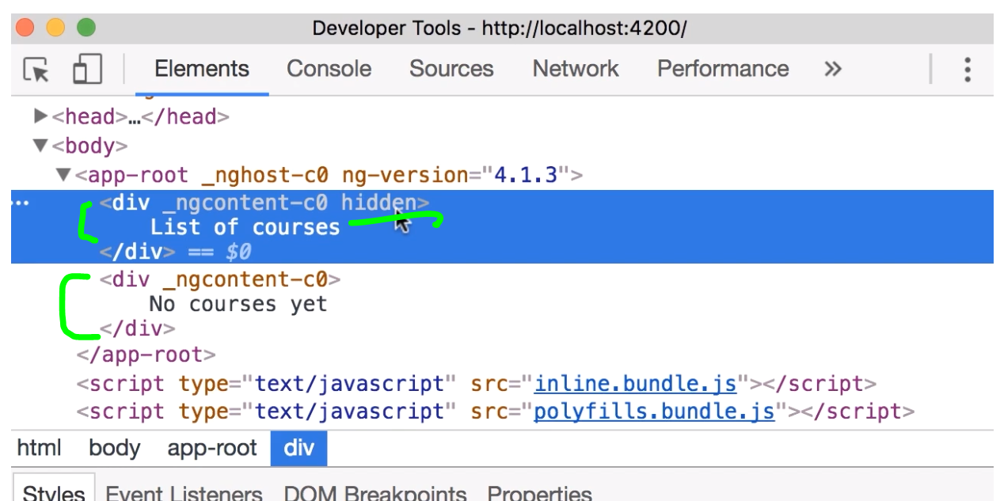 Developer Tools - http://localhost:4200/
Elements Console Sources Network Performance »
▶<head>…</head>
▼<body>
▼<app-root _nghost-c0 ng-version="4.1.3">
… <div _ngcontent-c0 hidden>
List of courses
</div> == $0
<div _ngcontent-c0>
No courses yet
</div>
</app-root>
<script type="text/javascript" src="inline.bundle.js"></script>
<script type="text/javascript" src="polyfills.bundle.js"></script>
html body app-root div
Styles Event Listeners DOM Breakpoints Properties